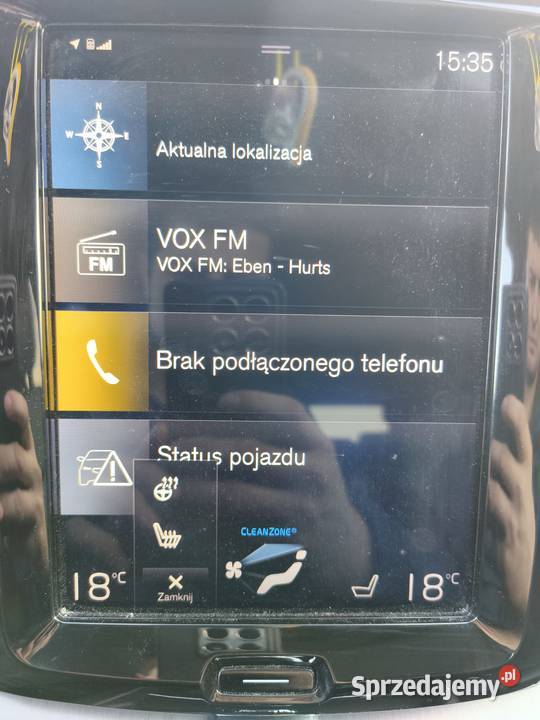 15:35
N
W E
S
Aktualna lokalizacja
VOX FM
VOX FM: Eben - Hurts
FM
Brak podłączonego telefonu
Status pojazdu
CLEANZONE®
18°C
Zamknij
18°C
Sprzedajemy.pl